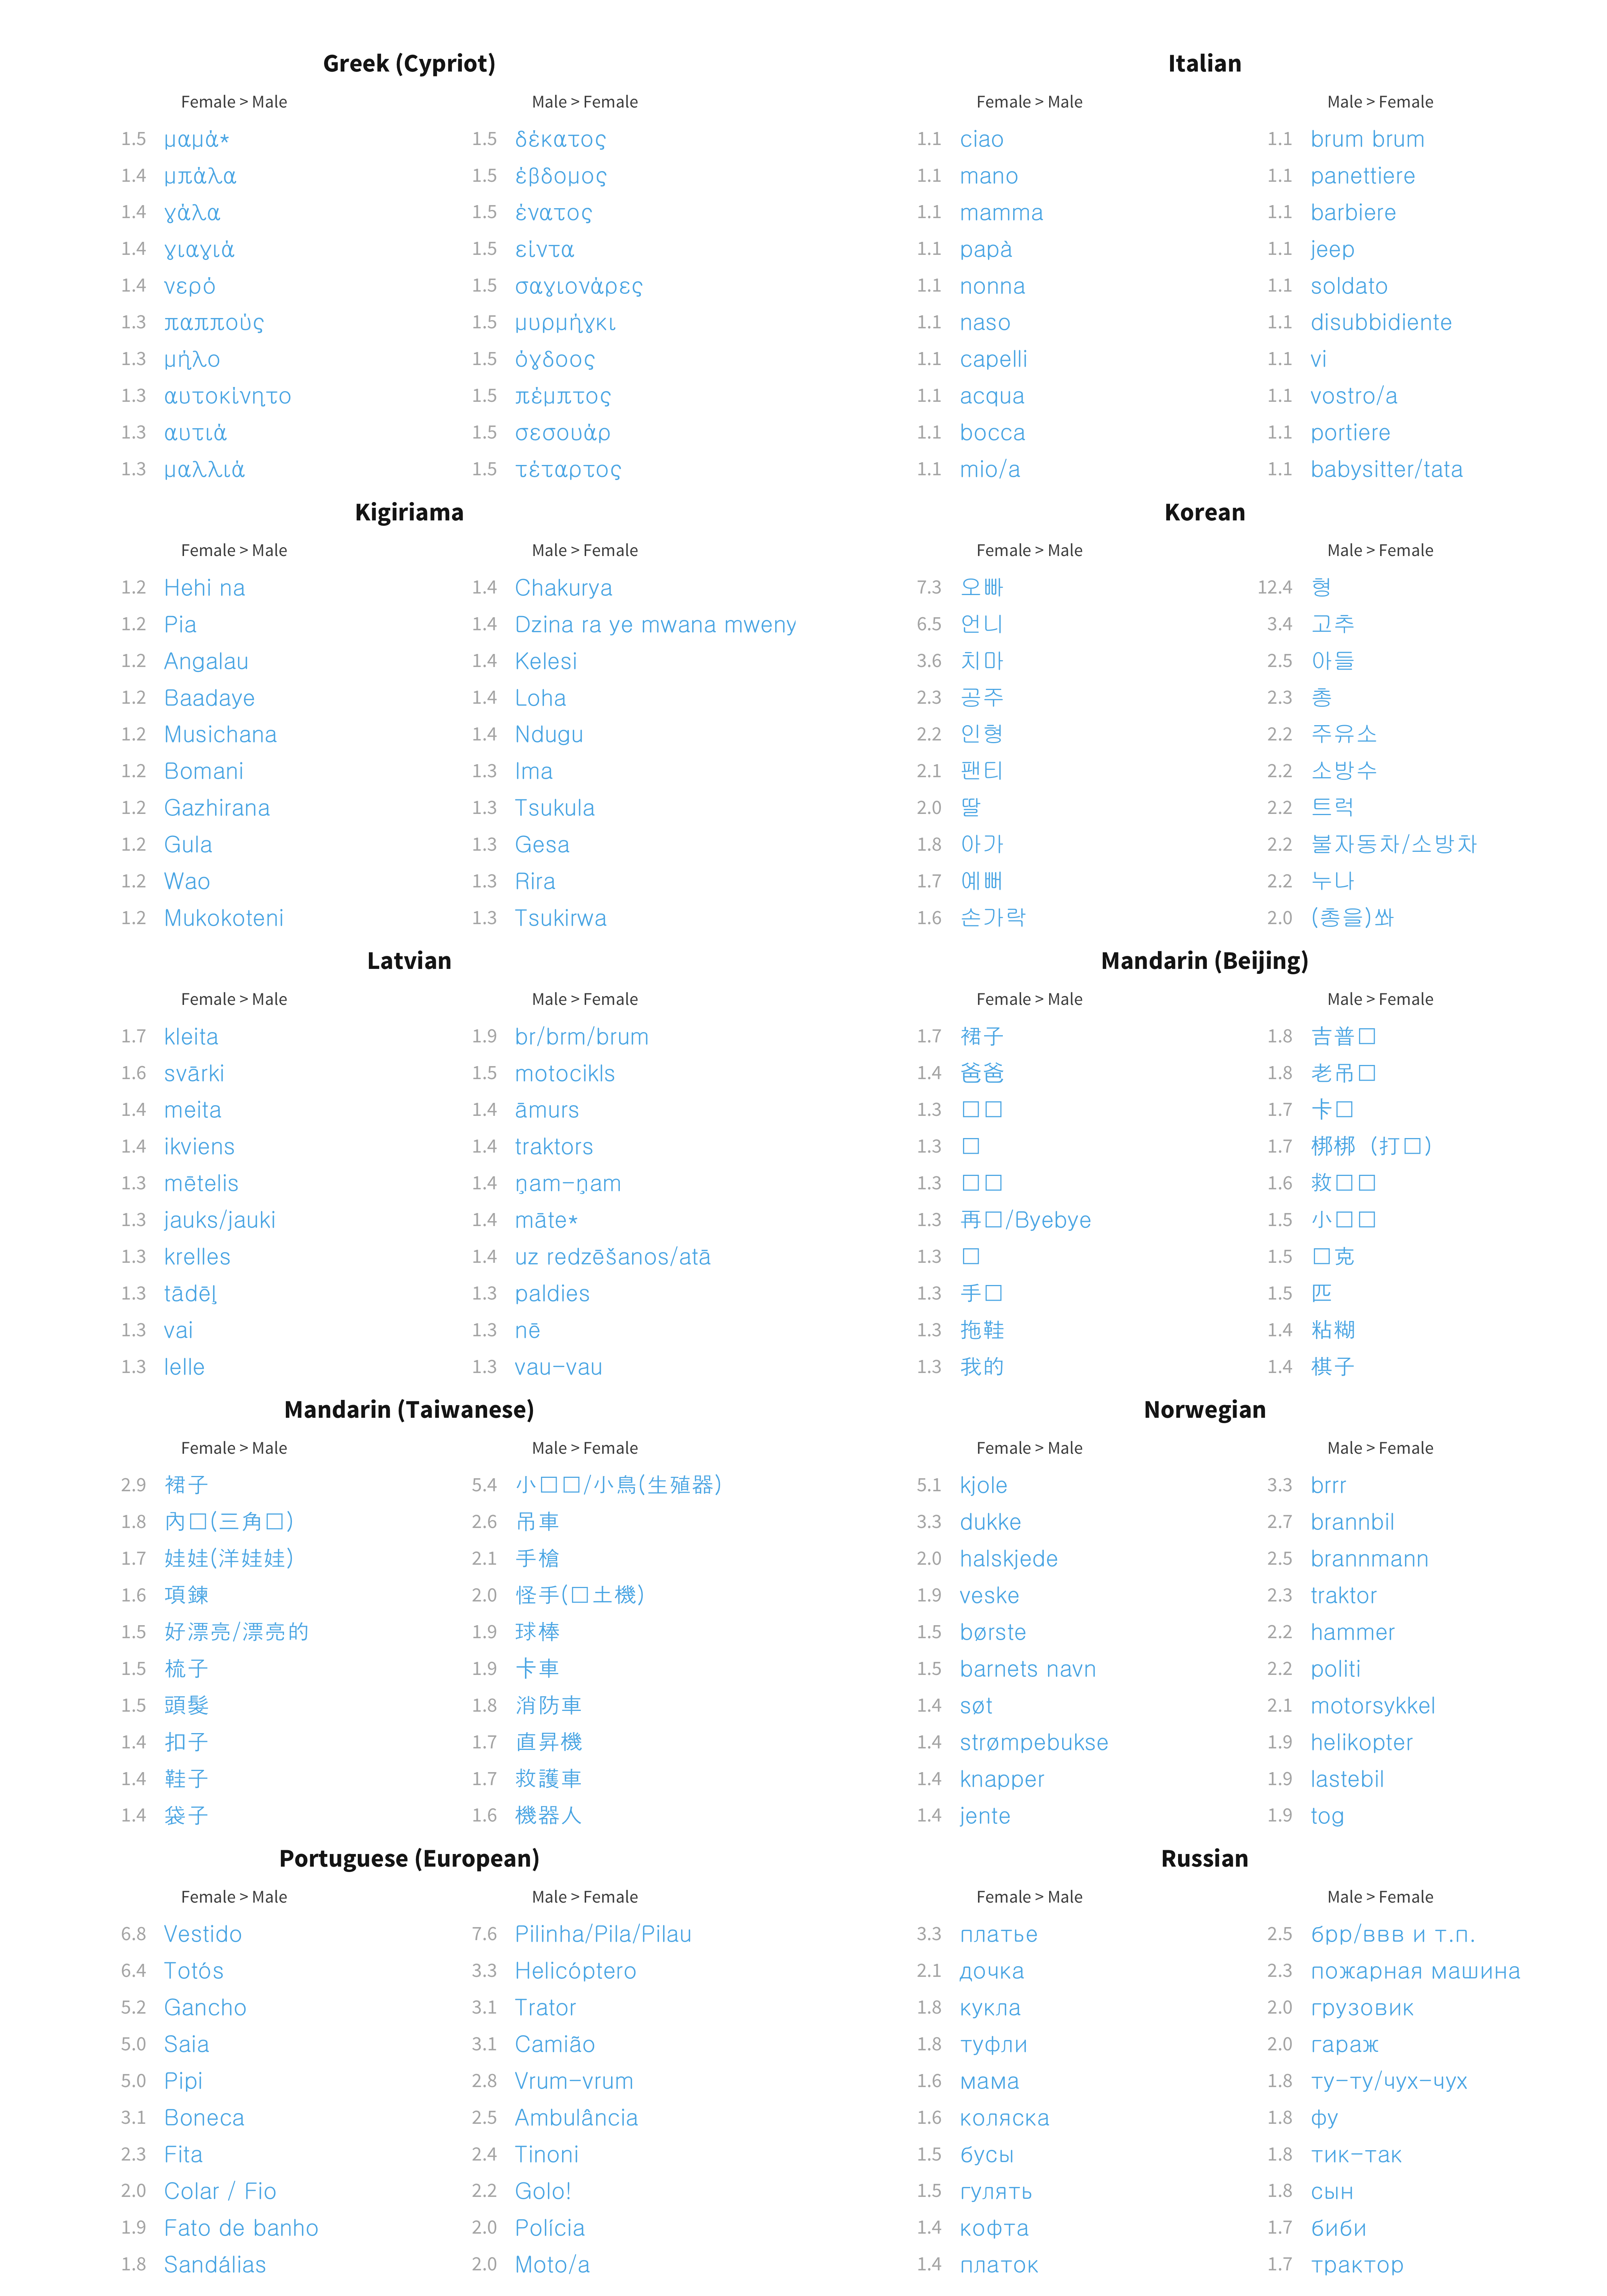 Greek (Cypriot)
Female > Male Male > Female
1.5 μαμά* 1.5 δέκατος
1.4 μπάλα 1.5 έβδομος
1.4 γάλα 1.5 ένατος
1.4 γιαγιά 1.5 είντα
1.4 νερό 1.5 σαγιονάρες
1.3 παππούς 1.5 μυρμήγκι
1.3 μήλο 1.5 όγδοος
1.3 αυτοκίνητο 1.5 πέμπτος
1.3 αυτιά 1.5 σεσουάρ
1.3 μαλλιά 1.5 τέταρτος
Italian
Female > Male Male > Female
1.1 ciao 1.1 brum brum
1.1 mano 1.1 panettiere
1.1 mamma 1.1 barbiere
1.1 papà 1.1 jeep
1.1 nonna 1.1 soldato
1.1 naso 1.1 disubbidiente
1.1 capelli 1.1 vi
1.1 acqua 1.1 vostro/a
1.1 bocca 1.1 portiere
1.1 mio/a 1.1 babysitter/tata
Kigiriama
Female > Male Male > Female
1.2 Hehi na 1.4 Chakurya
1.2 Pia 1.4 Dzina ra ye mwana mweny
1.2 Angalau 1.4 Kelesi
1.2 Baadaye 1.4 Loha
1.2 Musichana 1.4 Ndugu
1.2 Bomani 1.3 Ima
1.2 Gazhirana 1.3 Tsukula
1.2 Gula 1.3 Gesa
1.2 Wao 1.3 Rira
1.2 Mukokoteni 1.3 Tsukirwa
Korean
Female > Male Male > Female
7.3 오빠 12.4 형
6.5 언니 3.4 고추
3.6 치마 2.5 아들
2.3 공주 2.3 총
2.2 인형 2.2 주유소
2.1 팬티 2.2 소방수
2.0 딸 2.2 트럭
1.8 아가 2.2 불자동차/소방차
1.7 예뻐 2.2 누나
1.6 손가락 2.0 (총을)쏴
Latvian
Female > Male Male > Female
1.7 kleita 1.9 br/brm/brum
1.6 svārki 1.5 motocikls
1.4 meita 1.4 āmurs
1.4 ikviens 1.4 traktors
1.3 mētelis 1.4 ņam-ņam
1.3 jauks/jauki 1.4 māte*
1.3 krelles 1.4 uz redzēšanos/atā
1.3 tādēļ 1.3 paldies
1.3 vai 1.3 nē
1.3 lelle 1.3 vau-vau
Mandarin (Beijing)
Female > Male Male > Female
1.7 裙子 1.8 吉普□
1.4 爸爸 1.8 老吊□
1.3 □□ 1.7 卡□
1.3 □ 1.7 梆梆（打□）
1.3 □□ 1.6 救□□
1.3 再□/Byebye 1.5 小□□
1.3 □ 1.5 □克
1.3 手□ 1.5 匹
1.3 拖鞋 1.4 粘糊
1.3 我的 1.4 棋子
Mandarin (Taiwanese)
Female > Male Male > Female
2.9 裙子 5.4 小□□/小鳥(生殖器)
1.8 內□(三角□) 2.6 吊車
1.7 娃娃(洋娃娃) 2.1 手槍
1.6 項鍊 2.0 怪手(□土機)
1.5 好漂亮/漂亮的 1.9 球棒
1.5 梳子 1.9 卡車
1.5 頭髮 1.8 消防車
1.4 扣子 1.7 直昇機
1.4 鞋子 1.7 救護車
1.4 袋子 1.6 機器人
Norwegian
Female > Male Male > Female
5.1 kjole 3.3 brrr
3.3 dukke 2.7 brannbil
2.0 halskjede 2.5 brannmann
1.9 veske 2.3 traktor
1.5 børste 2.2 hammer
1.5 barnets navn 2.2 politi
1.4 søt 2.1 motorsykkel
1.4 strømpebukse 1.9 helikopter
1.4 knapper 1.9 lastebil
1.4 jente 1.9 tog
Portuguese (European)
Female > Male Male > Female
6.8 Vestido 7.6 Pilinha/Pila/Pilau
6.4 Totós 3.3 Helicóptero
5.2 Gancho 3.1 Trator
5.0 Saia 3.1 Camião
5.0 Pipi 2.8 Vrum-vrum
3.1 Boneca 2.5 Ambulância
2.3 Fita 2.4 Tinoni
2.0 Colar / Fio 2.2 Golo!
1.9 Fato de banho 2.0 Polícia
1.8 Sandálias 2.0 Moto/a
Russian
Female > Male Male > Female
3.3 платье 2.5 брр/ввв и т.п.
2.1 дочка 2.3 пожарная машина
1.8 кукла 2.0 грузовик
1.8 туфли 2.0 гараж
1.6 мама 1.8 ту-ту/чух-чух
1.6 коляска 1.8 фу
1.5 бусы 1.8 тик-так
1.5 гулять 1.8 сын
1.4 кофта 1.7 биби
1.4 платок 1.7 трактор